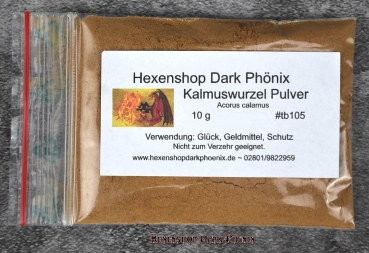 Hexenshop Dark Phönix
Kalmuswurzel Pulver
Acorus calamus
10 g #tb105
Verwendung: Glück, Geldmittel, Schutz
Nicht zum Verzehr geeignet.
www.hexenshopdarkphoenix.de ~ 02801/9822959
Hexenshop Dark Phönix